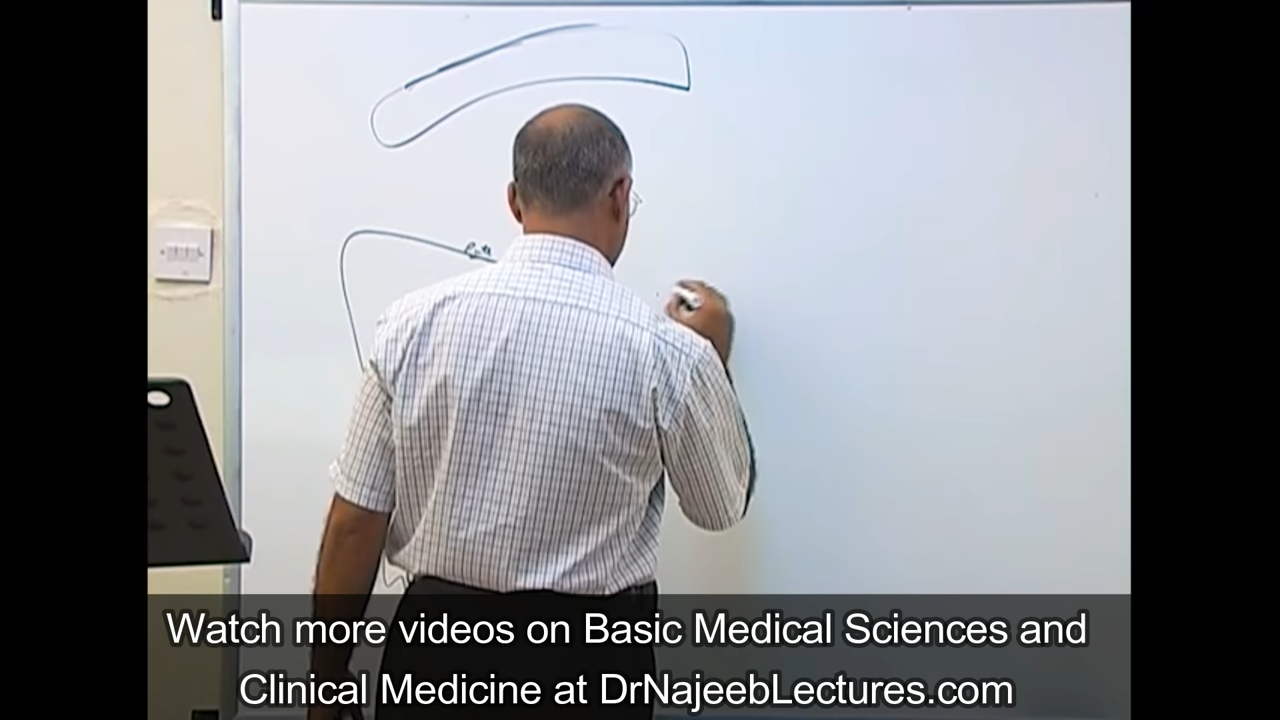 Watch more videos on Basic Medical Sciences and
Clinical Medicine at DrNajeebLectures.com